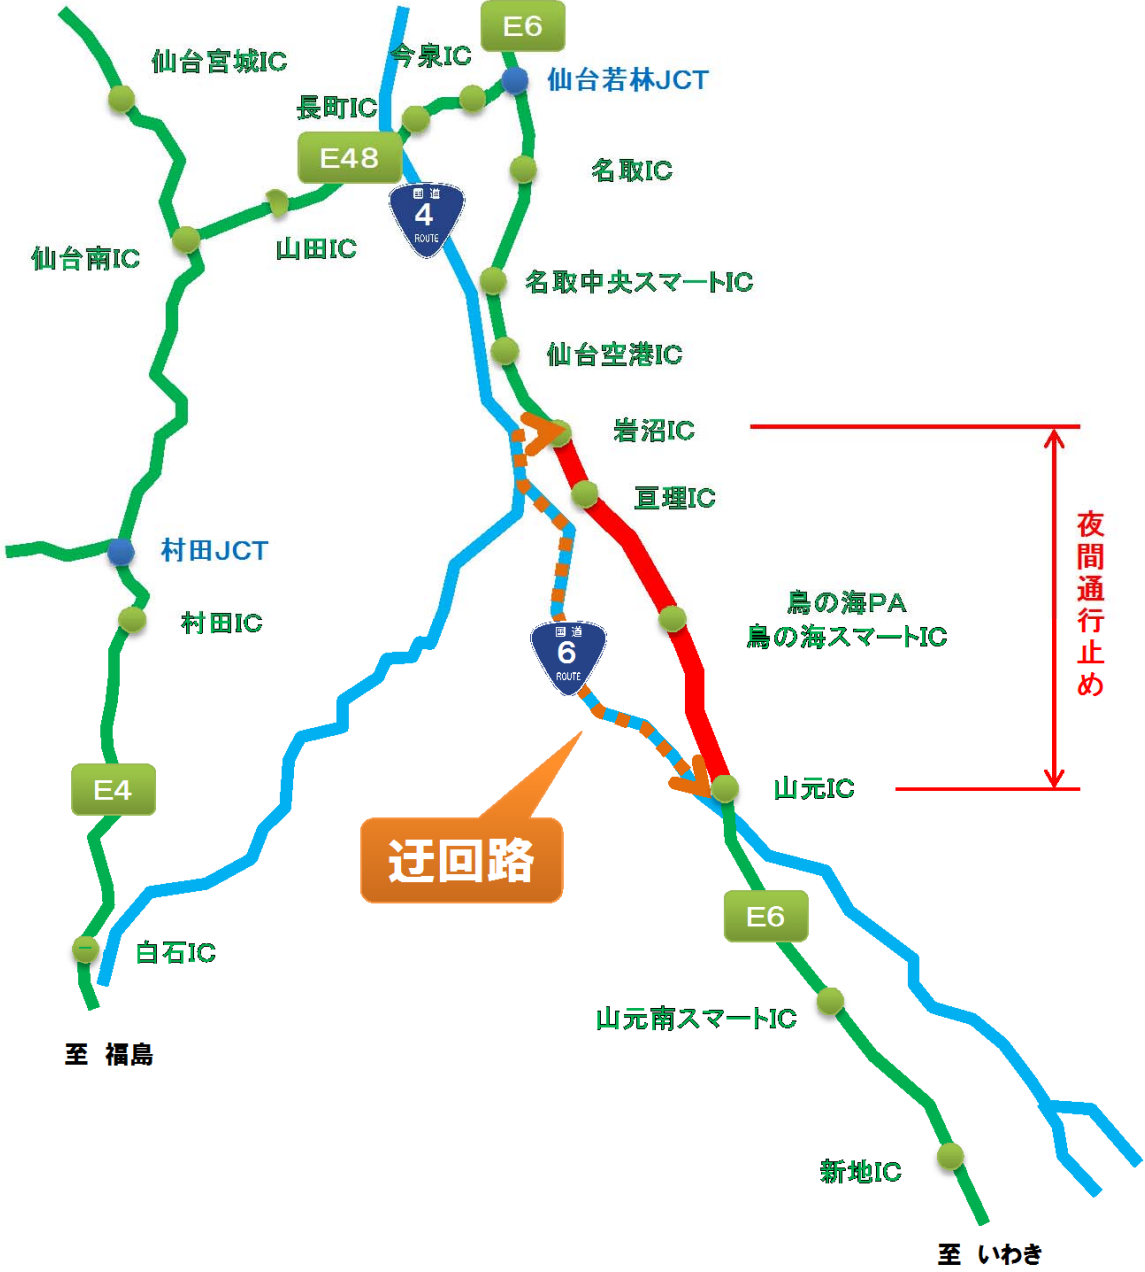 E6
今泉IC
仙台宮城IC
仙台若林JCT
長町IC
E48
名取IC
国道
4
ROUTE
仙台南IC
山田IC
名取中央スマートIC
仙台空港IC
岩沼IC
亘理IC
夜間通行止め
村田JCT
鳥の海PA
村田IC
鳥の海スマートIC
国道
6
ROUTE
E4
山元IC
迂回路
E6
白石IC
山元南スマートIC
至 福島
新地IC
至 いわき